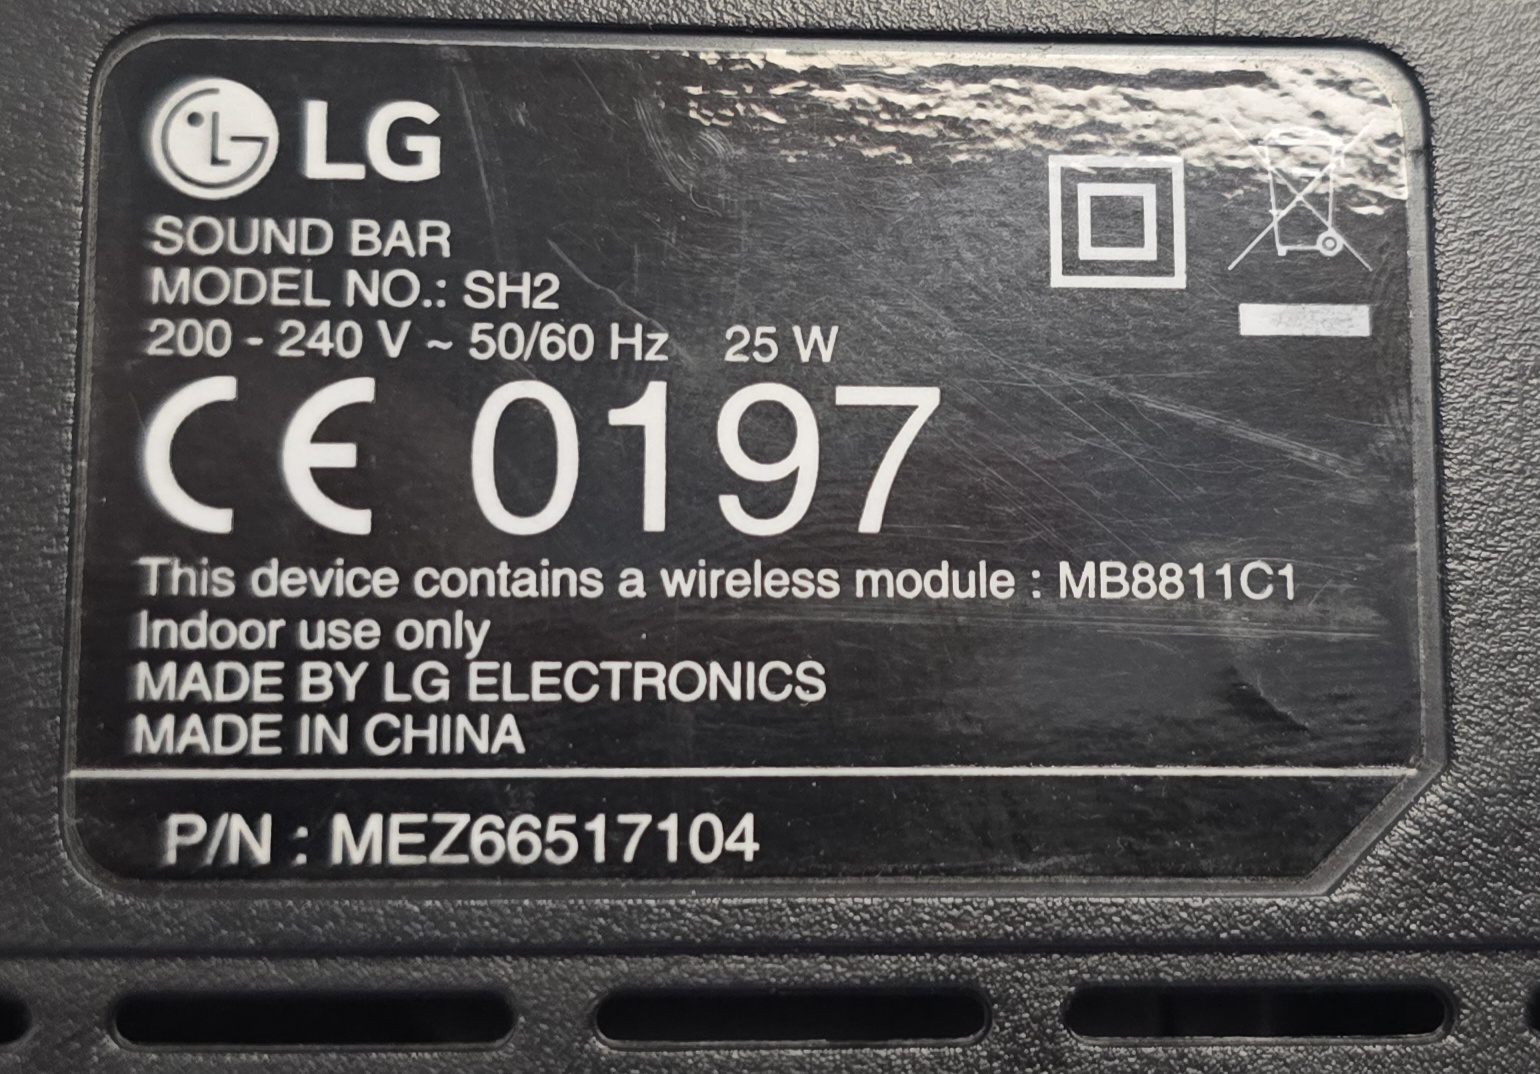 LG
SOUND BAR
MODEL NO.: SH2
200 - 240 V ~ 50/60 Hz 25 W
CE 0197
This device contains a wireless module : MB8811C1
Indoor use only
MADE BY LG ELECTRONICS
MADE IN CHINA
P/N : MEZ66517104